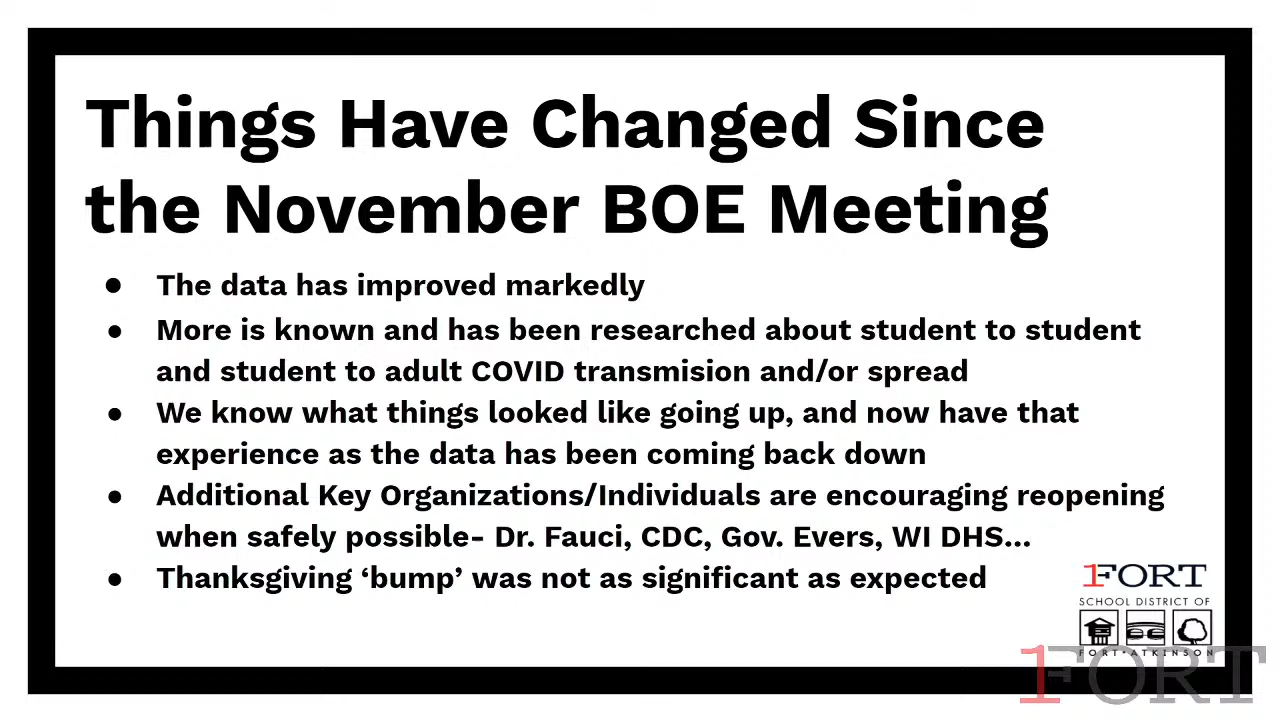 Things Have Changed Since
the November BOE Meeting
● The data has improved markedly
● More is known and has been researched about student to student
and student to adult COVID transmision and/or spread
● We know what things looked like going up, and now have that
experience as the data has been coming back down
● Additional Key Organizations/Individuals are encouraging reopening
when safely possible- Dr. Fauci, CDC, Gov. Evers, WI DHS...
● Thanksgiving ‘bump’ was not as significant as expected
1FORT
SCHOOL DISTRICT OF
FORT•ATKINSON
1FORT